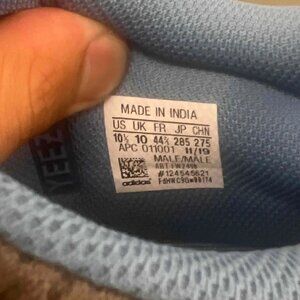 MADE IN INDIA
US UK FR JP CHN
10½ 10 44⅔ 285 275
APC 011001 11/19
MALE/MALE
#124545621
adidas